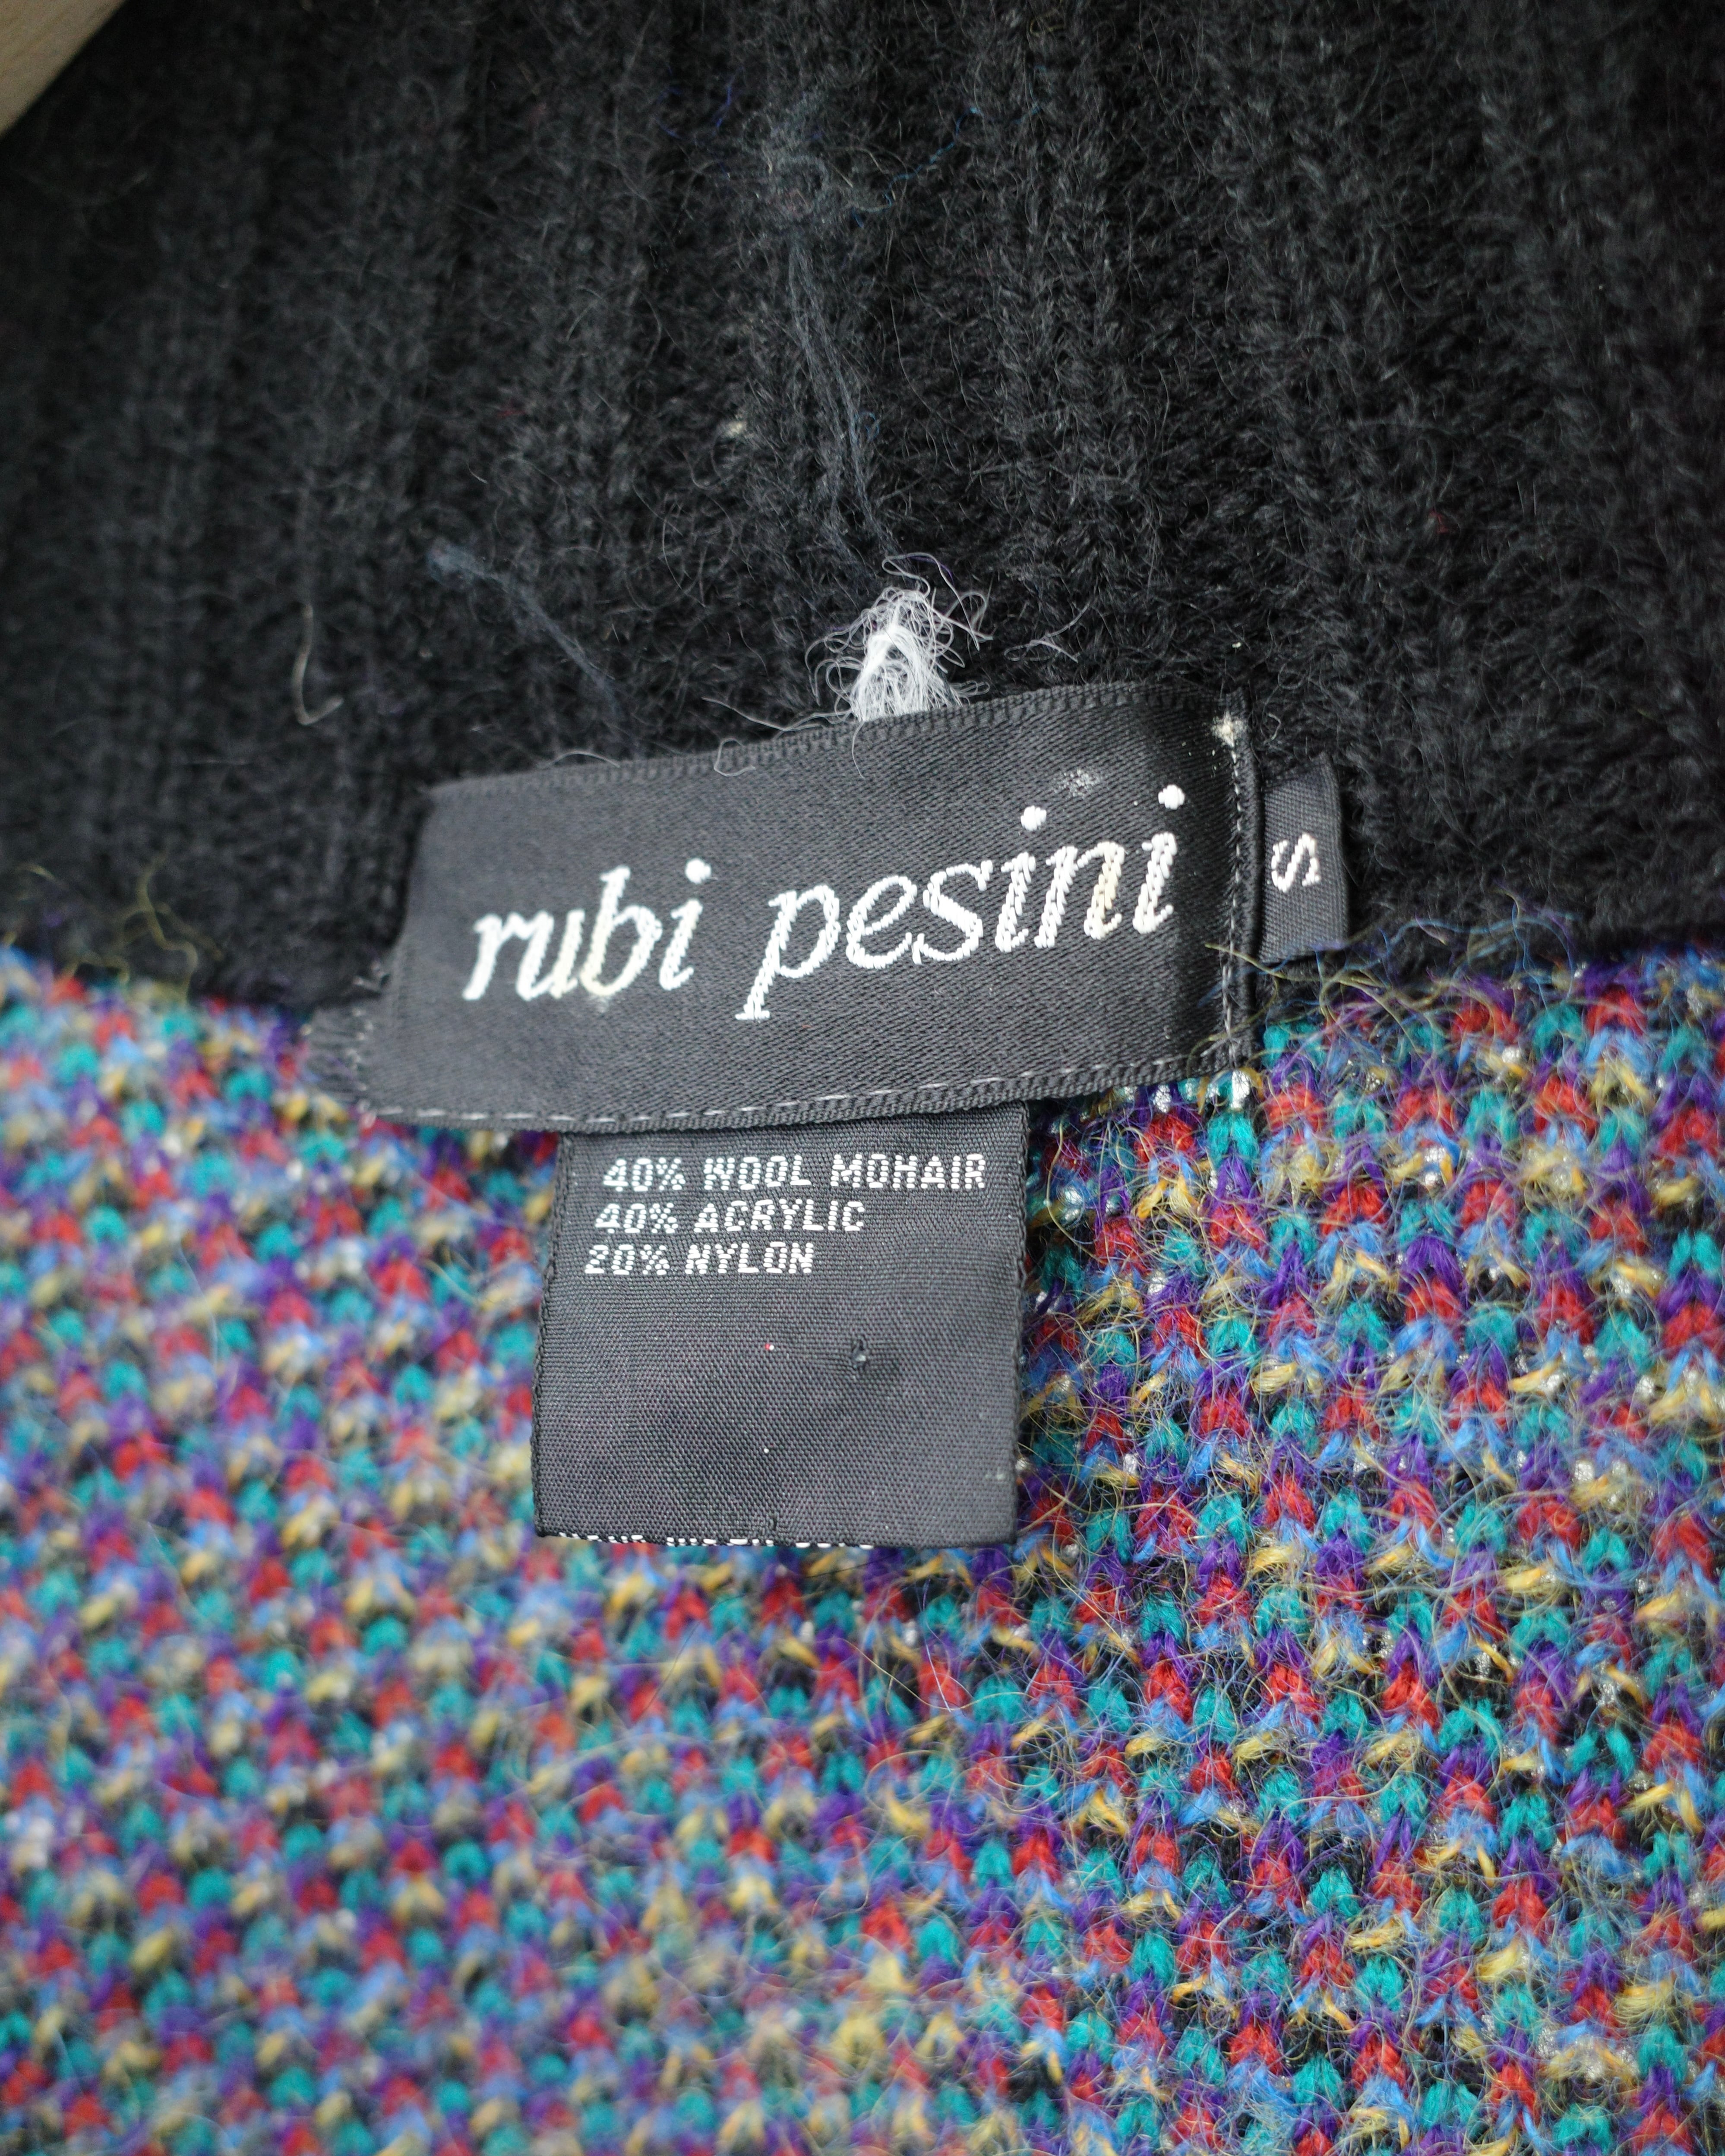 rubi pesini
S
40% WOOL MOHAIR
40% ACRYLIC
20% NYLON